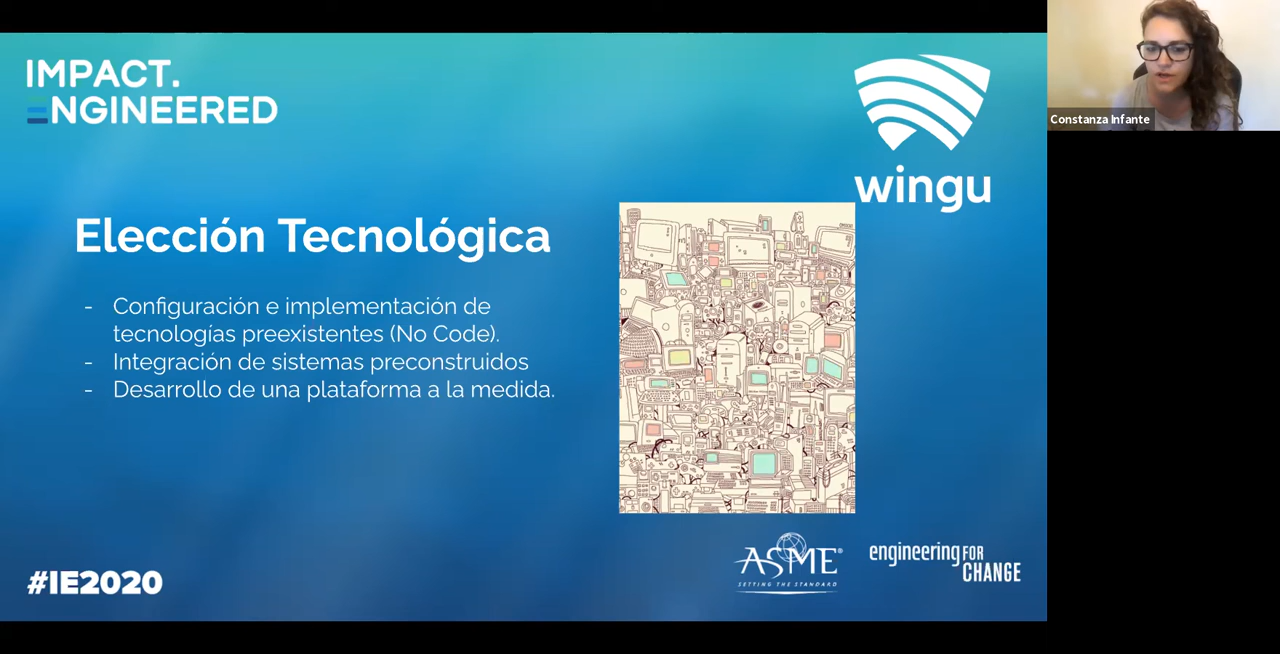 IMPACT.
ENGINEERED
wingu
Constanza Infante
Elección Tecnológica
- Configuración e implementación de
tecnologías preexistentes (No Code).
- Integración de sistemas preconstruidos
- Desarrollo de una plataforma a la medida.
#IE2020
ASME®
SETTING THE STANDARD
engineering FOR
CHANGE